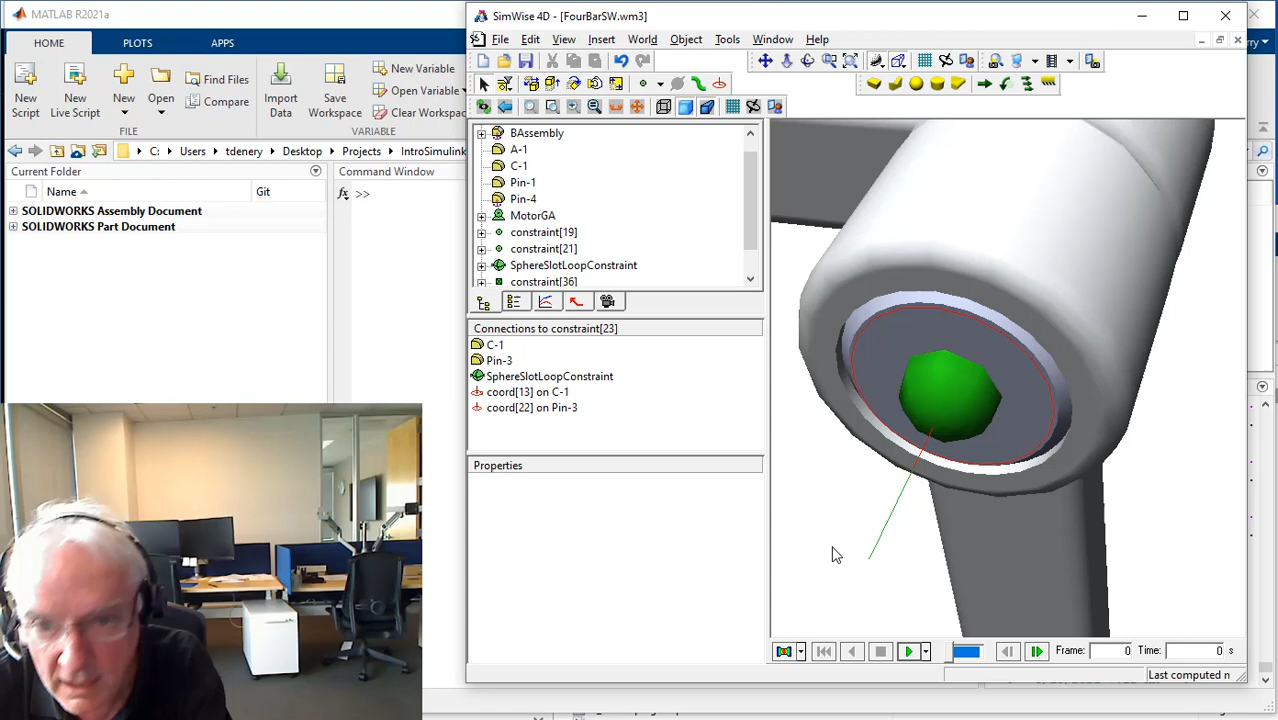 MATLAB R2021a
HOME
PLOTS
APPS
New Script
New Live Script
New
Open
Find Files
Compare
Import Data
Save Workspace
New Variable
Open Variable
Clear Workspac
FILE
VARIABLE
C:
Users
tdenery
Desktop
Projects
IntroSimulink
Current Folder
Name
Git
SOLIDWORKS Assembly Document
SOLIDWORKS Part Document
Command Window
fx >>
SimWise 4D - [FourBarSW.wm3]
File Edit View Insert World Object Tools Window Help
BAssembly
A-1
C-1
Pin-1
Pin-4
MotorGA
constraint[19]
constraint[21]
SphereSlotLoopConstraint
constraint[36]
Connections to constraint[23]
C-1
Pin-3
SphereSlotLoopConstraint
coord[13] on C-1
coord[22] on Pin-3
Properties
Frame: 0 Time: 0 s
Last computed n